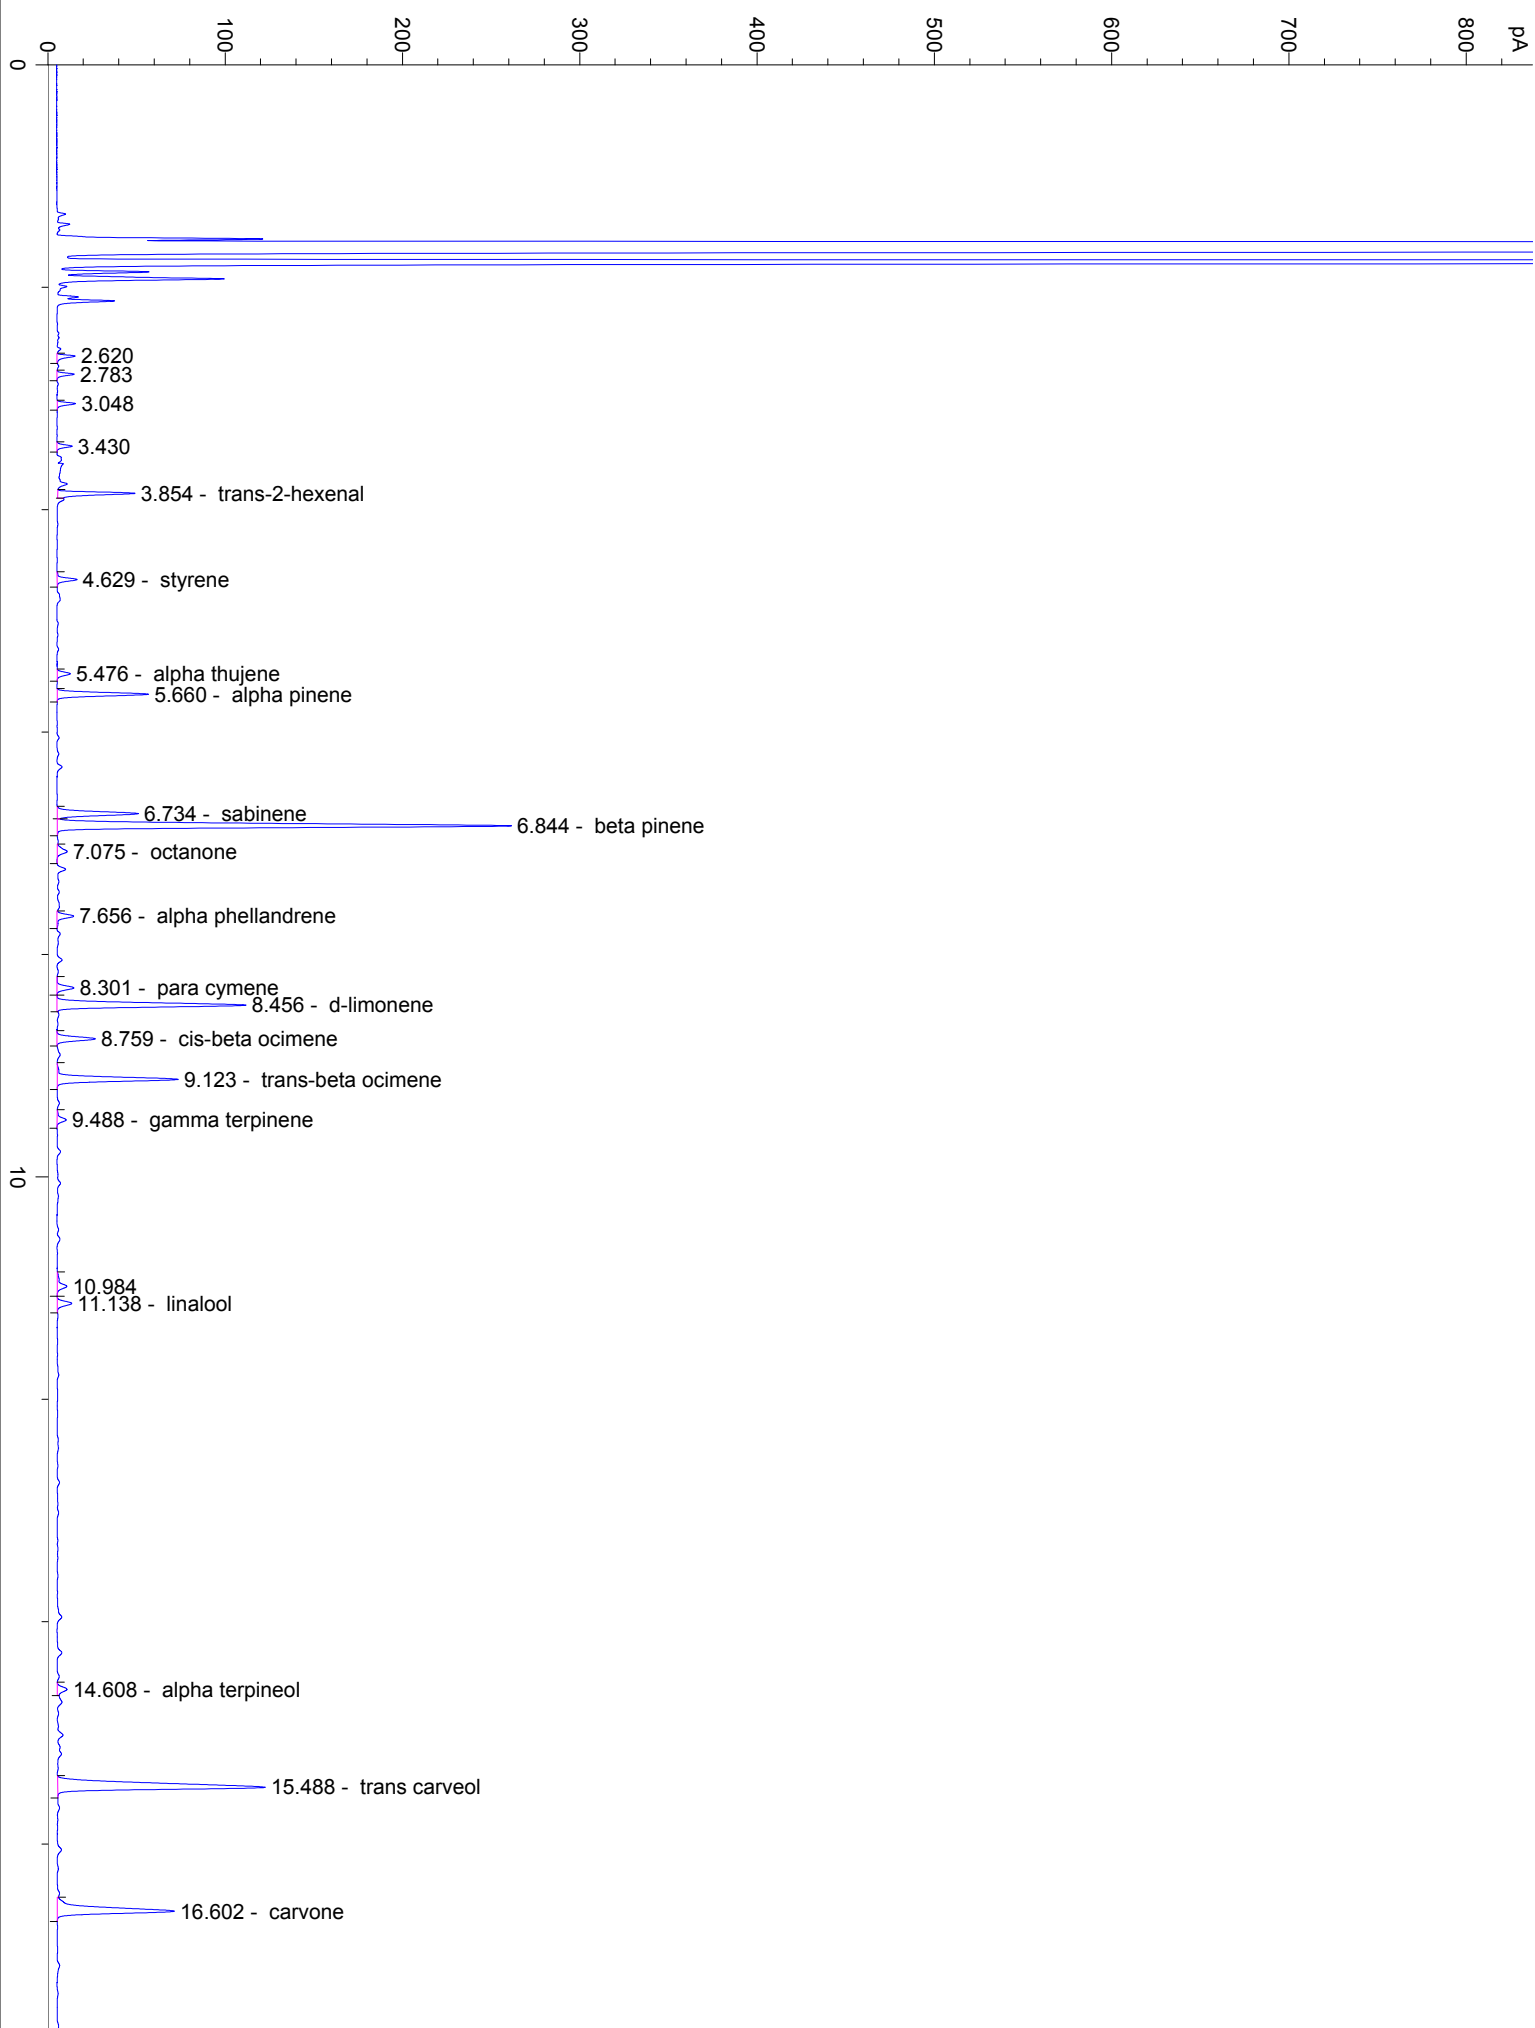 pA
0
100
200
300
400
500
600
700
800
0
10
2.620
2.783
3.048
3.430
3.854 -  trans-2-hexenal
4.629 -  styrene
5.476 -  alpha thujene
5.660 -  alpha pinene
6.734 -  sabinene
6.844 -  beta pinene
7.075 -  octanone
7.656 -  alpha phellandrene
8.301 -  para cymene
8.456 -  d-limonene
8.759 -  cis-beta ocimene
9.123 -  trans-beta ocimene
9.488 -  gamma terpinene
10.984
11.138 -  linalool
14.608 -  alpha terpineol
15.488 -  trans carveol
16.602 -  carvone